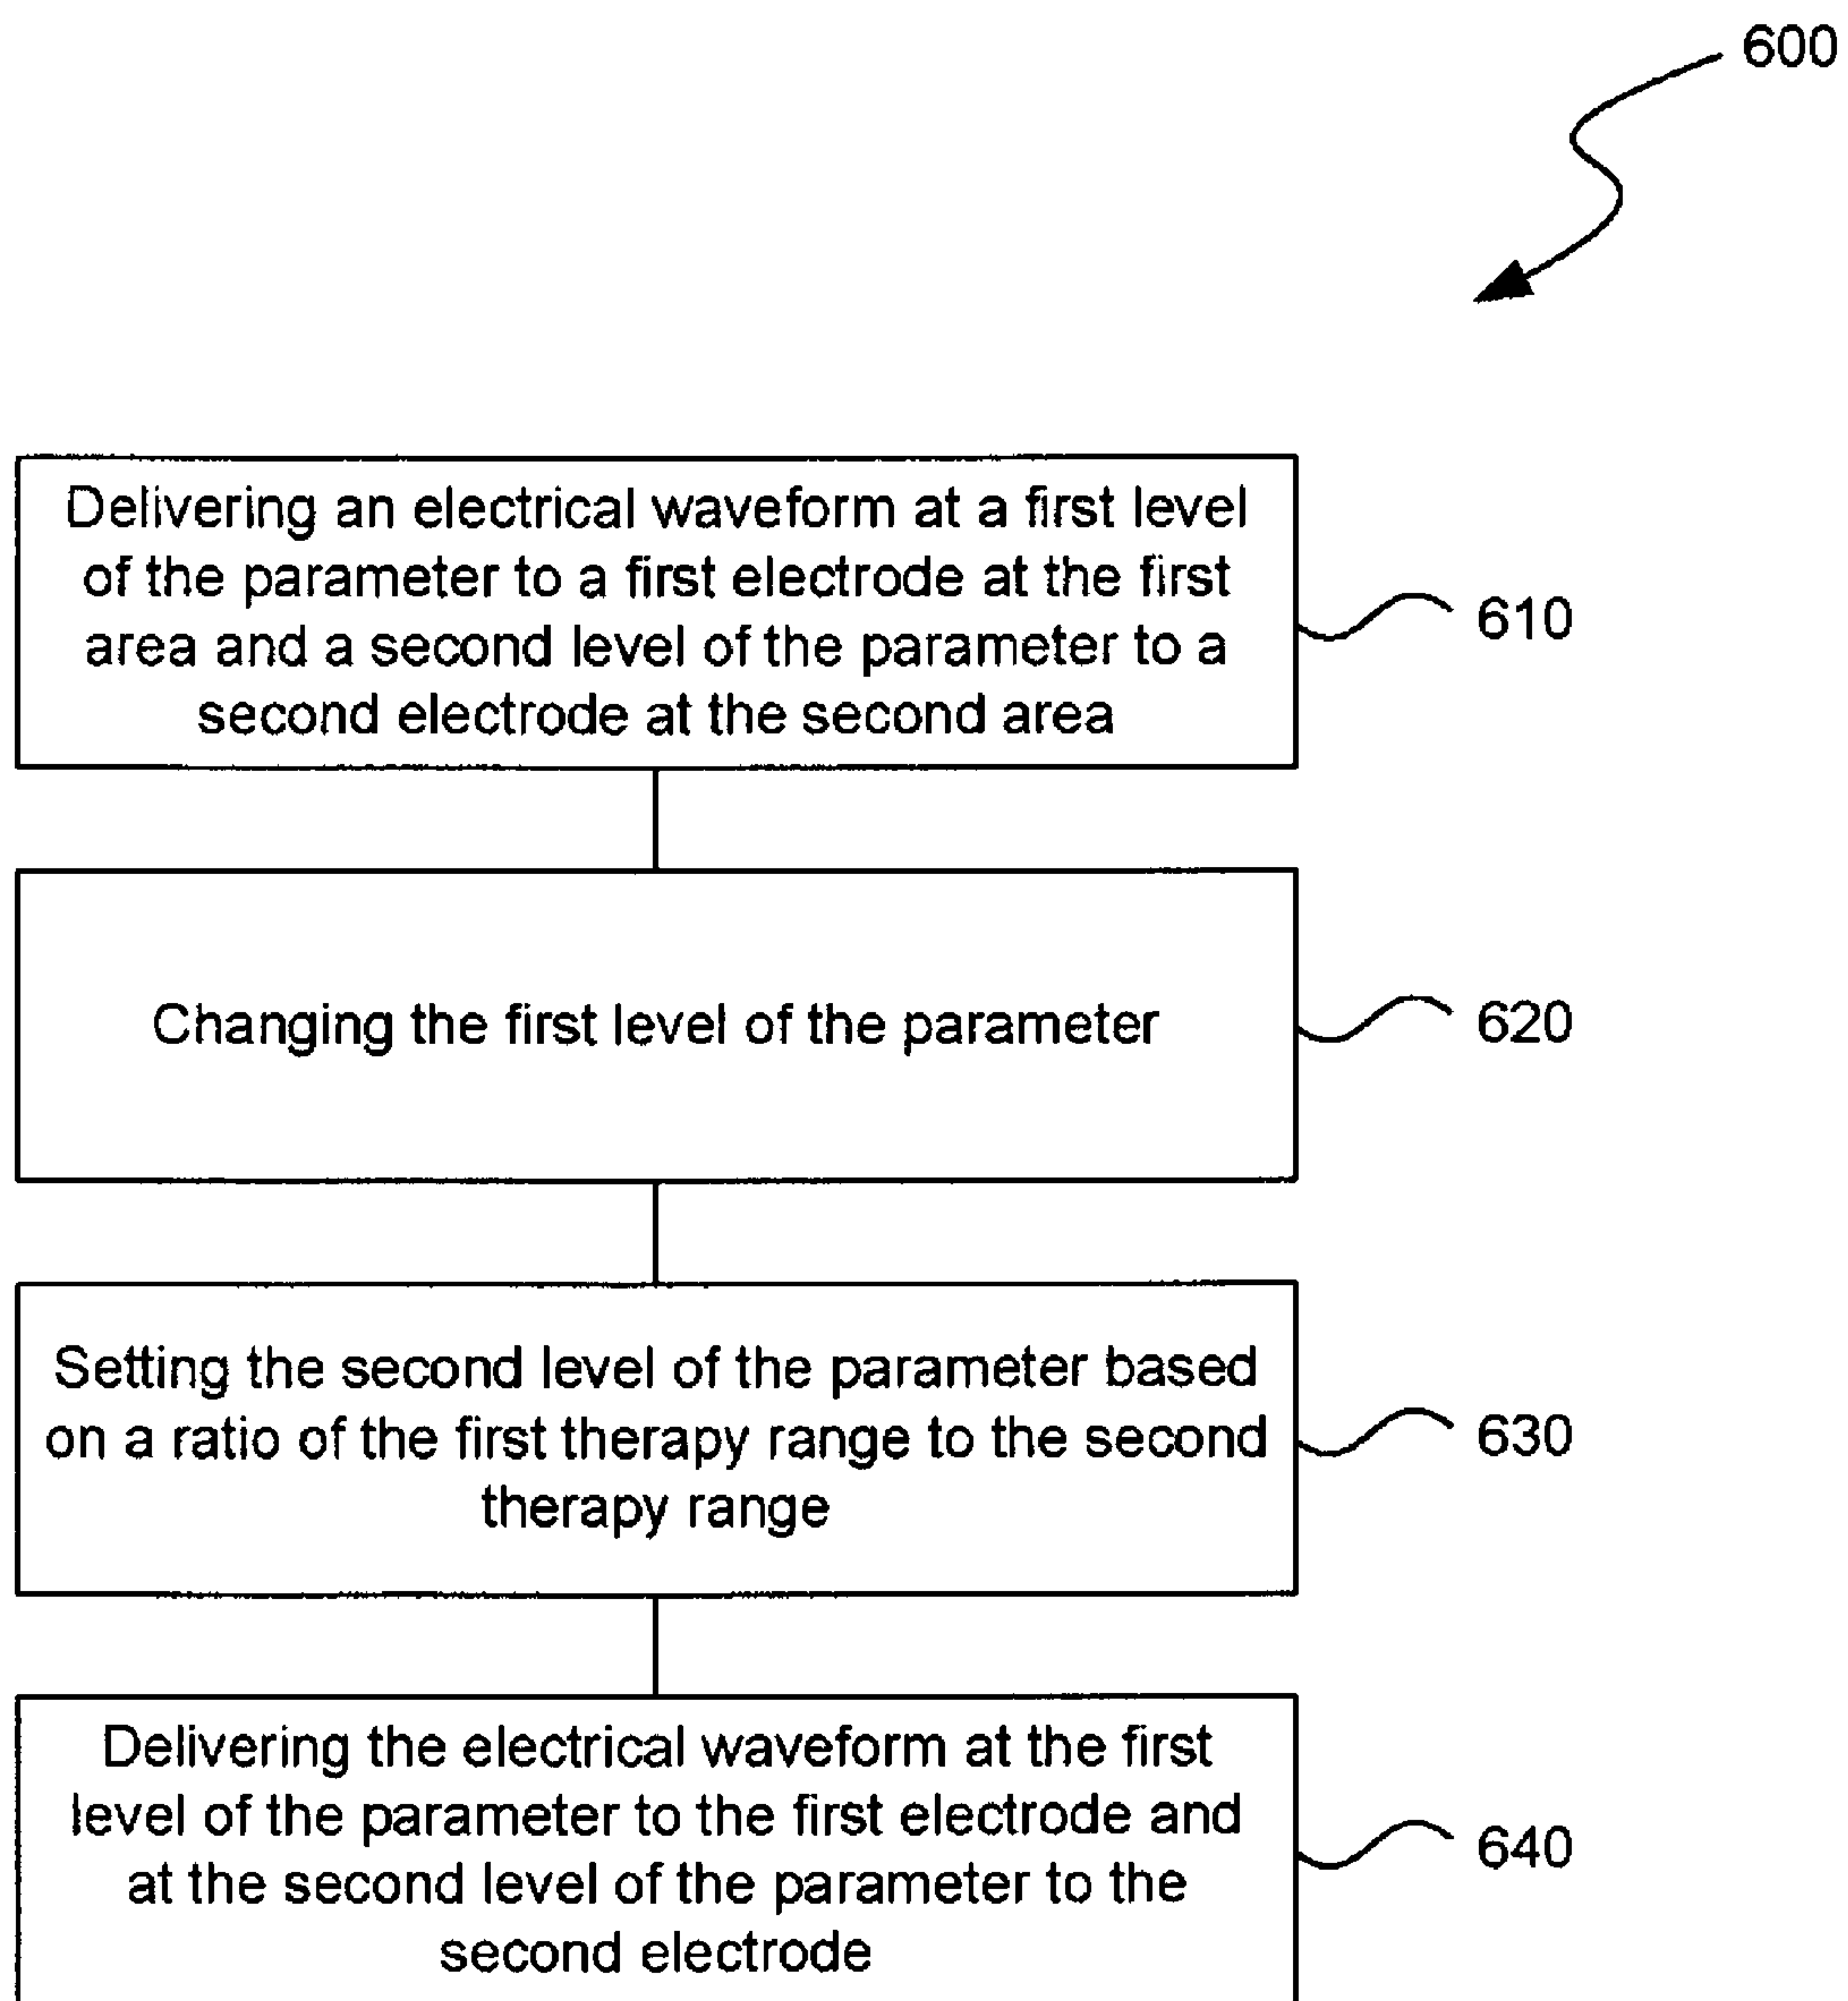 600
Delivering an electrical waveform at a first level
of the parameter to a first electrode at the first
area and a second level of the parameter to a
second electrode at the second area
610
Changing the first level of the parameter
620
Setting the second level of the parameter based
on a ratio of the first therapy range to the second
therapy range
630
Delivering the electrical waveform at the first
level of the parameter to the first electrode and
at the second level of the parameter to the
second electrode
640